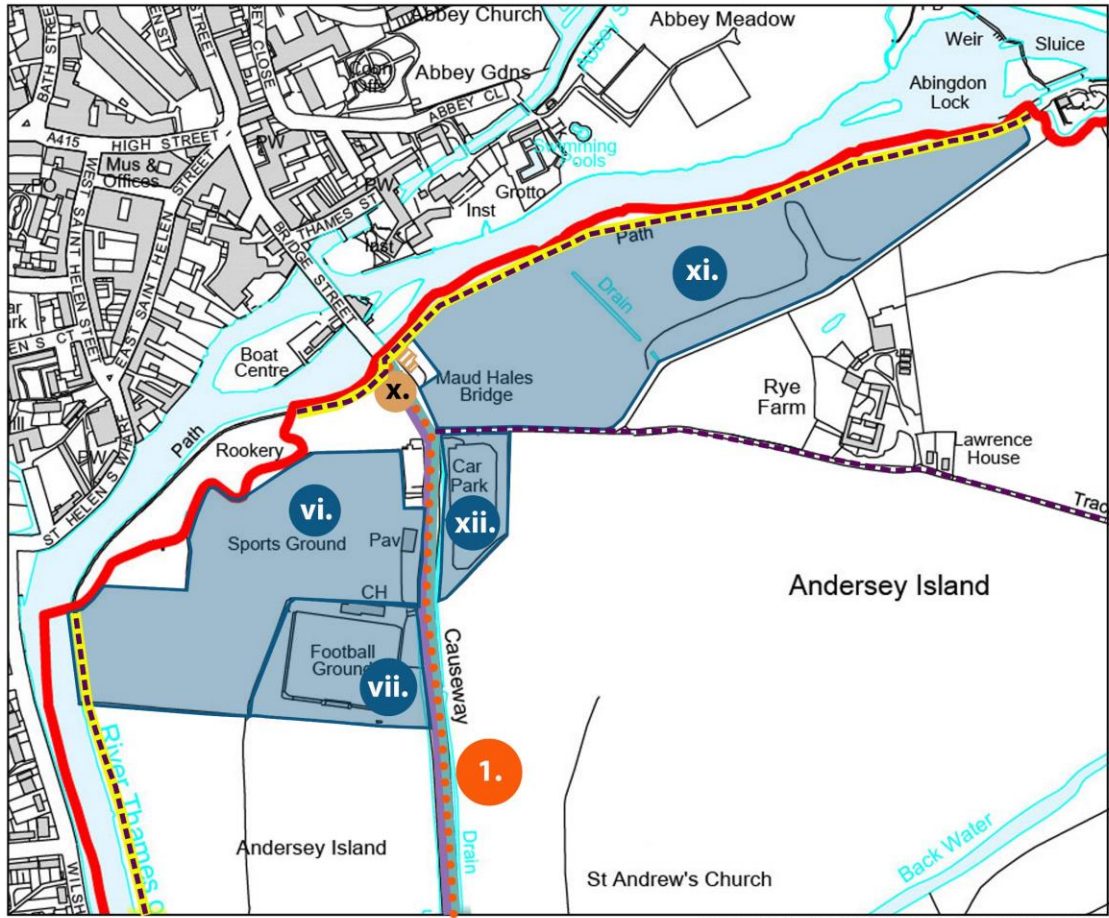 Abbey Church
Abbey Meadow
Weir
Sluice
Abingdon
Lock
BATH STREET
STREET
ABBEY CLOSE
Abbey Gdns
ABBEY CL
A415
HIGH STREET
PW
Mus &
Offices
Swimming
Pools
Grotto
Inst
PW
THAMES ST
Inst
BRIDGE STREET
WEST SAINT HELEN STREET
EAST SAINT HELEN STREET
Path
xi.
Drain
Boat
Centre
x.
Maud Hales
Bridge
Rye
Farm
Lawrence
House
Path
Rookery
PW
ST HELEN'S WHARF
Car
Park
vi.
xii.
Sports Ground
Pav
Andersey Island
CH
Football
Ground
vii.
Causeway
River Thames
1.
Andersey Island
Drain
St Andrew's Church
Back Water